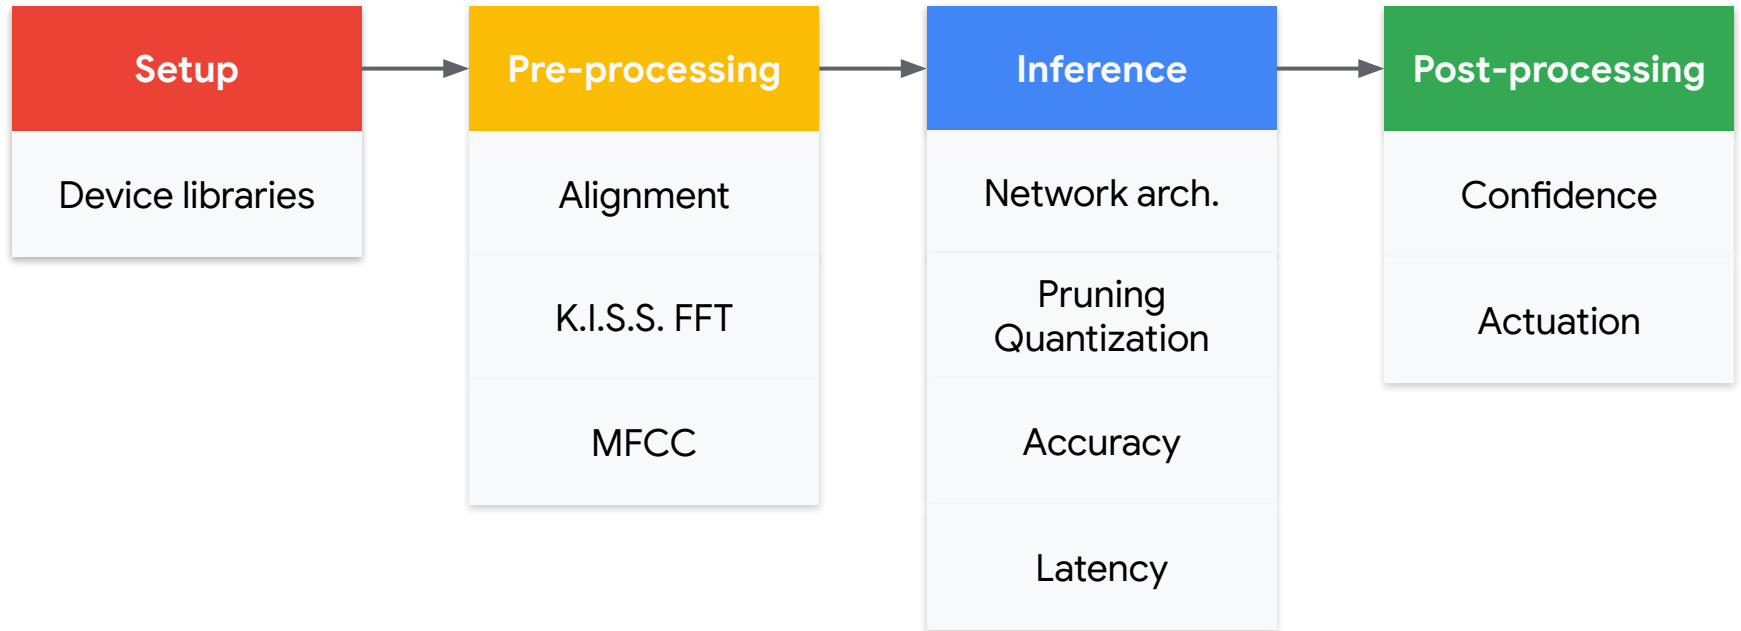 Setup
Device libraries
Pre-processing
Alignment
K.I.S.S. FFT
MFCC
Inference
Network arch.
Pruning
Quantization
Accuracy
Latency
Post-processing
Confidence
Actuation